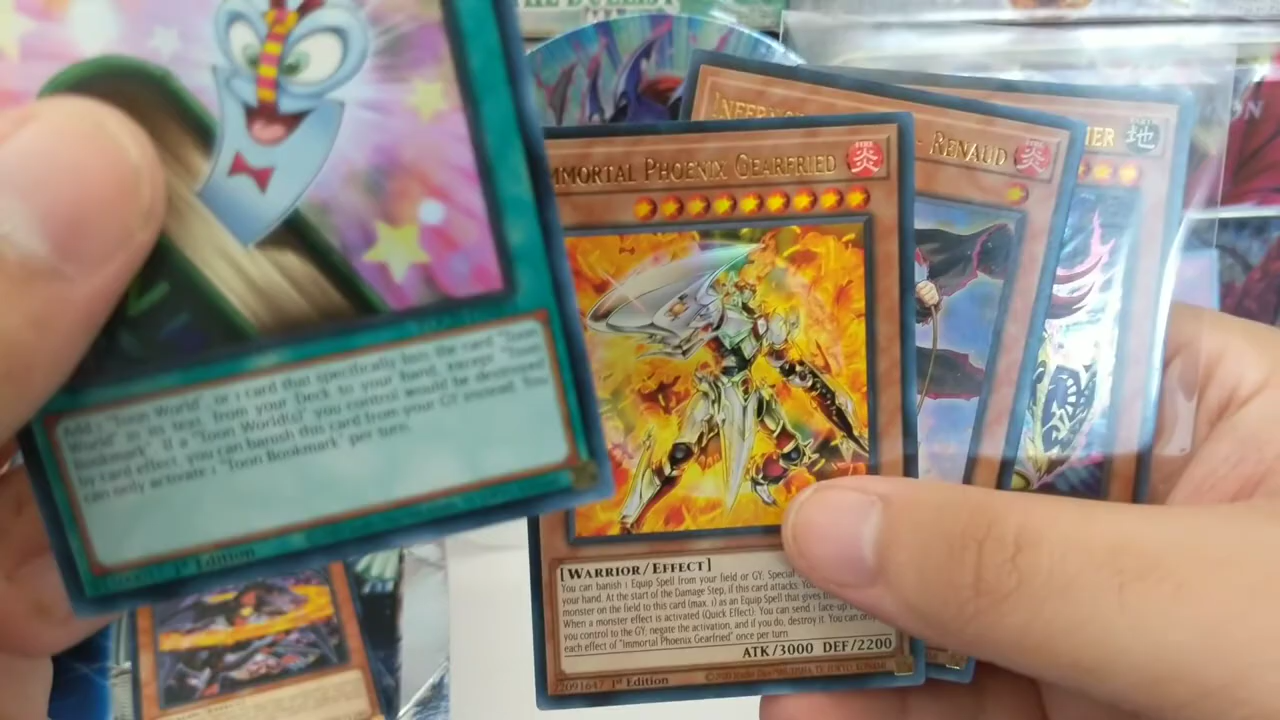 THE DUELIST
Add 1 "Toon World" or 1 card that specifically lists the card "Toon
World" in its text, from your Deck to your hand, except "Toon
Bookmark". If a "Toon World(s)" you control would be destroyed
by card effect, you can banish this card from your GY instead. You
can only activate 1 "Toon Bookmark" per turn.
1st Edition
MMORTAL PHOENIX GEARFRIED
炎
[WARRIOR/EFFECT]
You can banish 1 Equip Spell from your field or GY; Special
your hand. At the start of the Damage Step, if this card attacks: You
monster on the field to this card (max. 1) as an Equip Spell that gives
When a monster effect is activated (Quick Effect): You can send 1 face-up
you control to the GY; negate the activation, and if you do, destroy it. You can only
each effect of "Immortal Phoenix Gearfried" once per turn.
ATK/3000 DEF/2200
22091647 1st Edition
INFERNO
- RENAUD
炎
IER
EARTH
地
ON